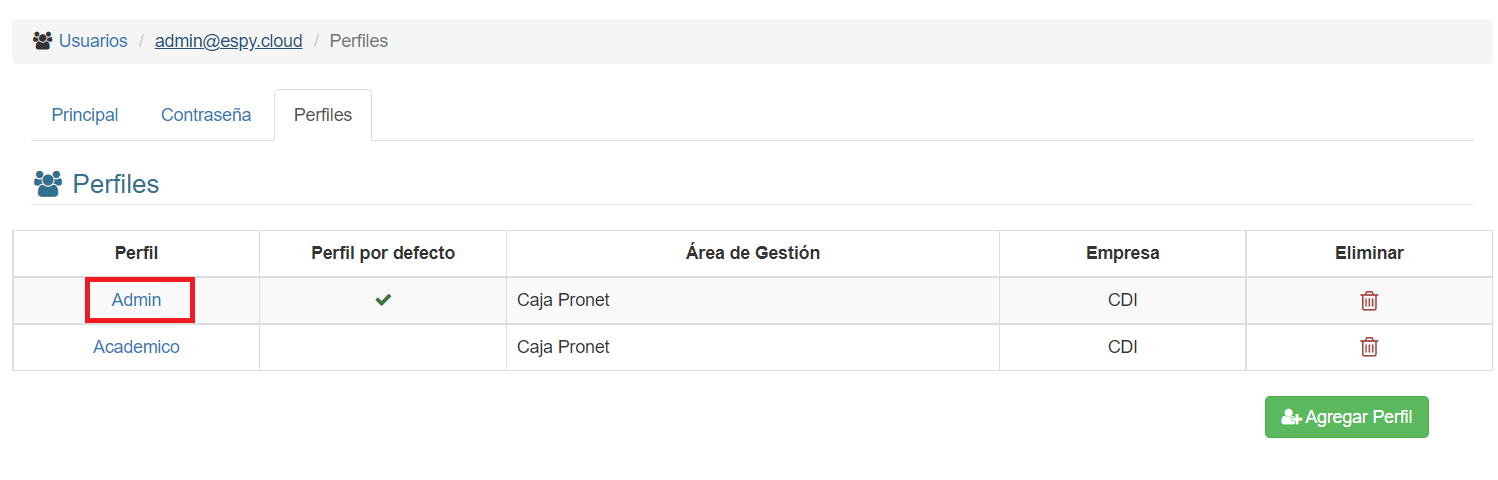 Usuarios / admin@espy.cloud / Perfiles
Principal Contraseña Perfiles
Perfiles
Perfil Perfil por defecto Área de Gestión Empresa Eliminar
Admin Caja Pronet CDI
Academico Caja Pronet CDI
Agregar Perfil